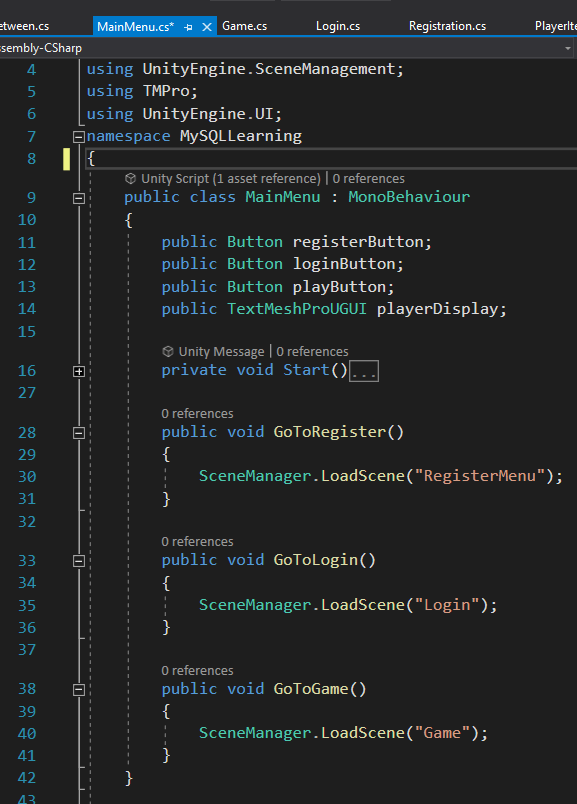 etween.cs MainMenu.cs* Game.cs Login.cs Registration.cs PlayerIte
ssembly-CSharp
4 using UnityEngine.SceneManagement;
5 using TMPro;
6 using UnityEngine.UI;
7 namespace MySQLLearning
8 {
Unity Script (1 asset reference) | 0 references
9 public class MainMenu : MonoBehaviour
10 {
11 public Button registerButton;
12 public Button loginButton;
13 public Button playButton;
14 public TextMeshProUGUI playerDisplay;
15
Unity Message | 0 references
16 private void Start()...
27
0 references
28 public void GoToRegister()
29 {
30 SceneManager.LoadScene("RegisterMenu");
31 }
32
0 references
33 public void GoToLogin()
34 {
35 SceneManager.LoadScene("Login");
36 }
37
0 references
38 public void GoToGame()
39 {
40 SceneManager.LoadScene("Game");
41 }
42 }
43